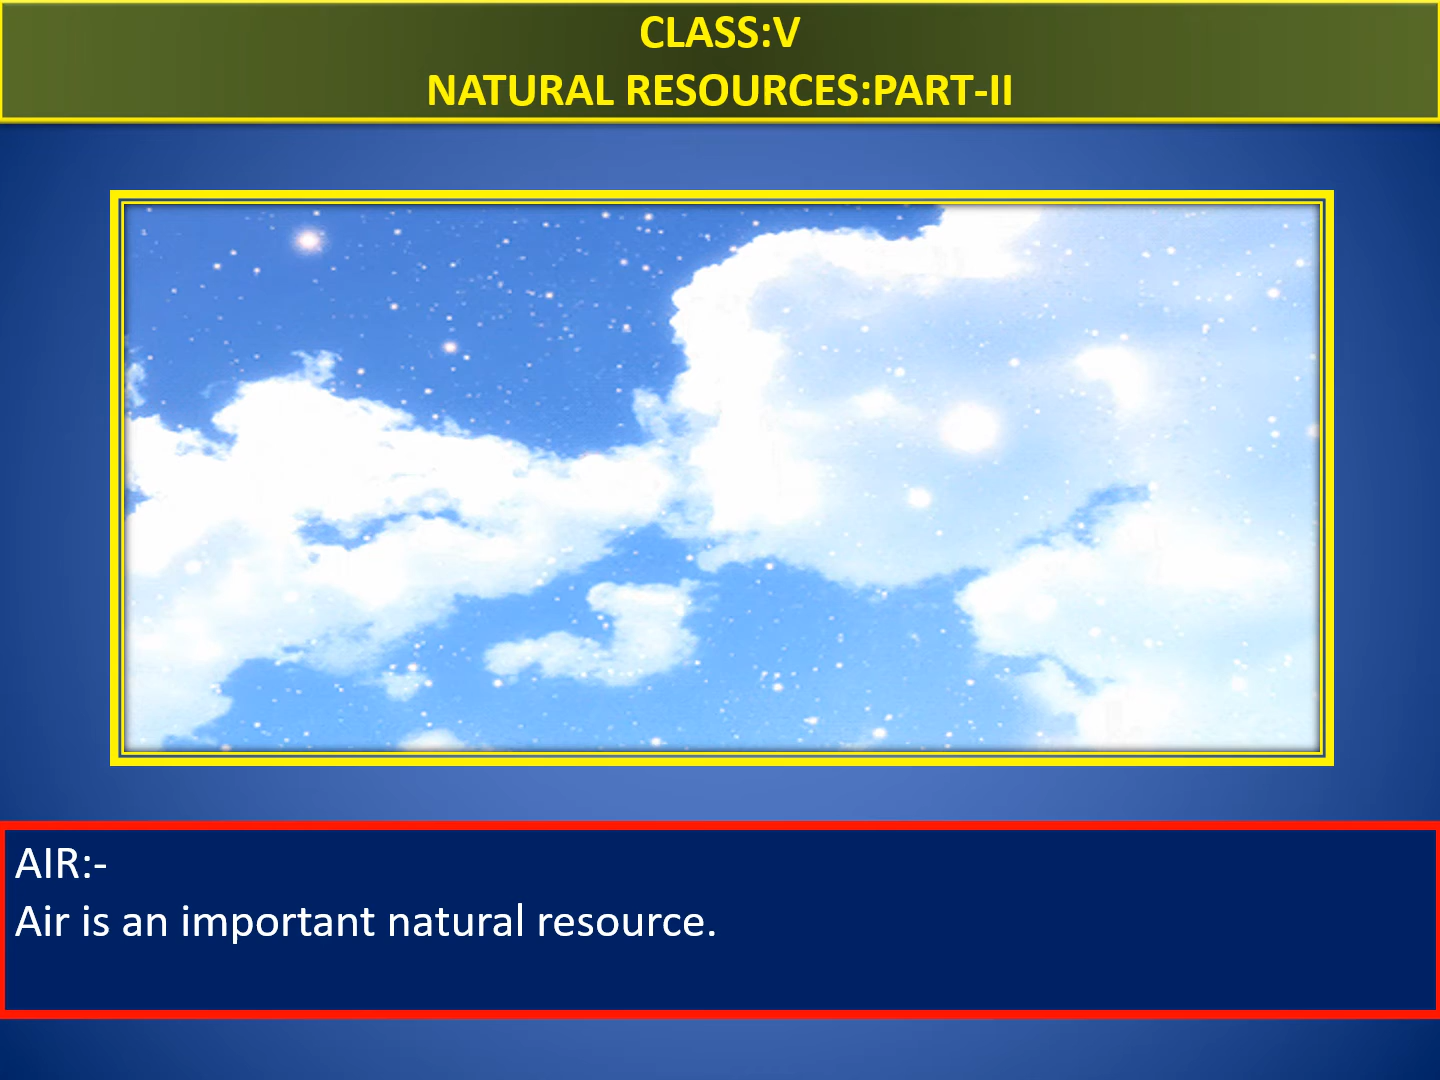 CLASS:V
NATURAL RESOURCES:PART-II
AIR:-
Air is an important natural resource.